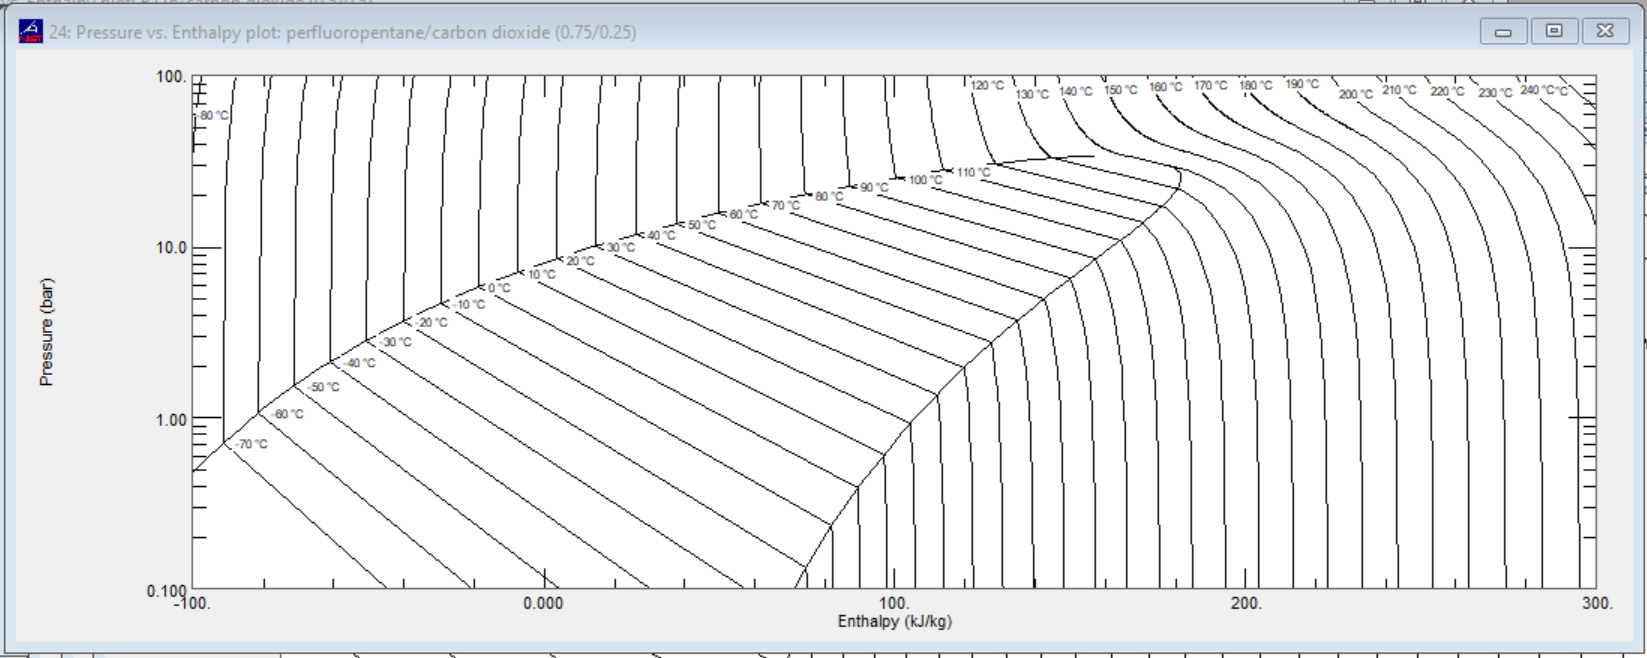 24: Pressure vs. Enthalpy plot: perfluoropentane/carbon dioxide (0.75/0.25)
100.
120 °C
130 °C
140 °C
150 °C
160 °C
170 °C
180 °C
190 °C
200 °C
210 °C
220 °C
230 °C
240 °C
°C
-80 °C
110 °C
100 °C
90 °C
80 °C
70 °C
60 °C
50 °C
40 °C
30 °C
20 °C
10 °C
0 °C
-10 °C
-20 °C
-30 °C
-40 °C
-50 °C
-60 °C
-70 °C
10.0
Pressure (bar)
1.00
0.100
-100.
0.000
100.
200.
300.
Enthalpy (kJ/kg)